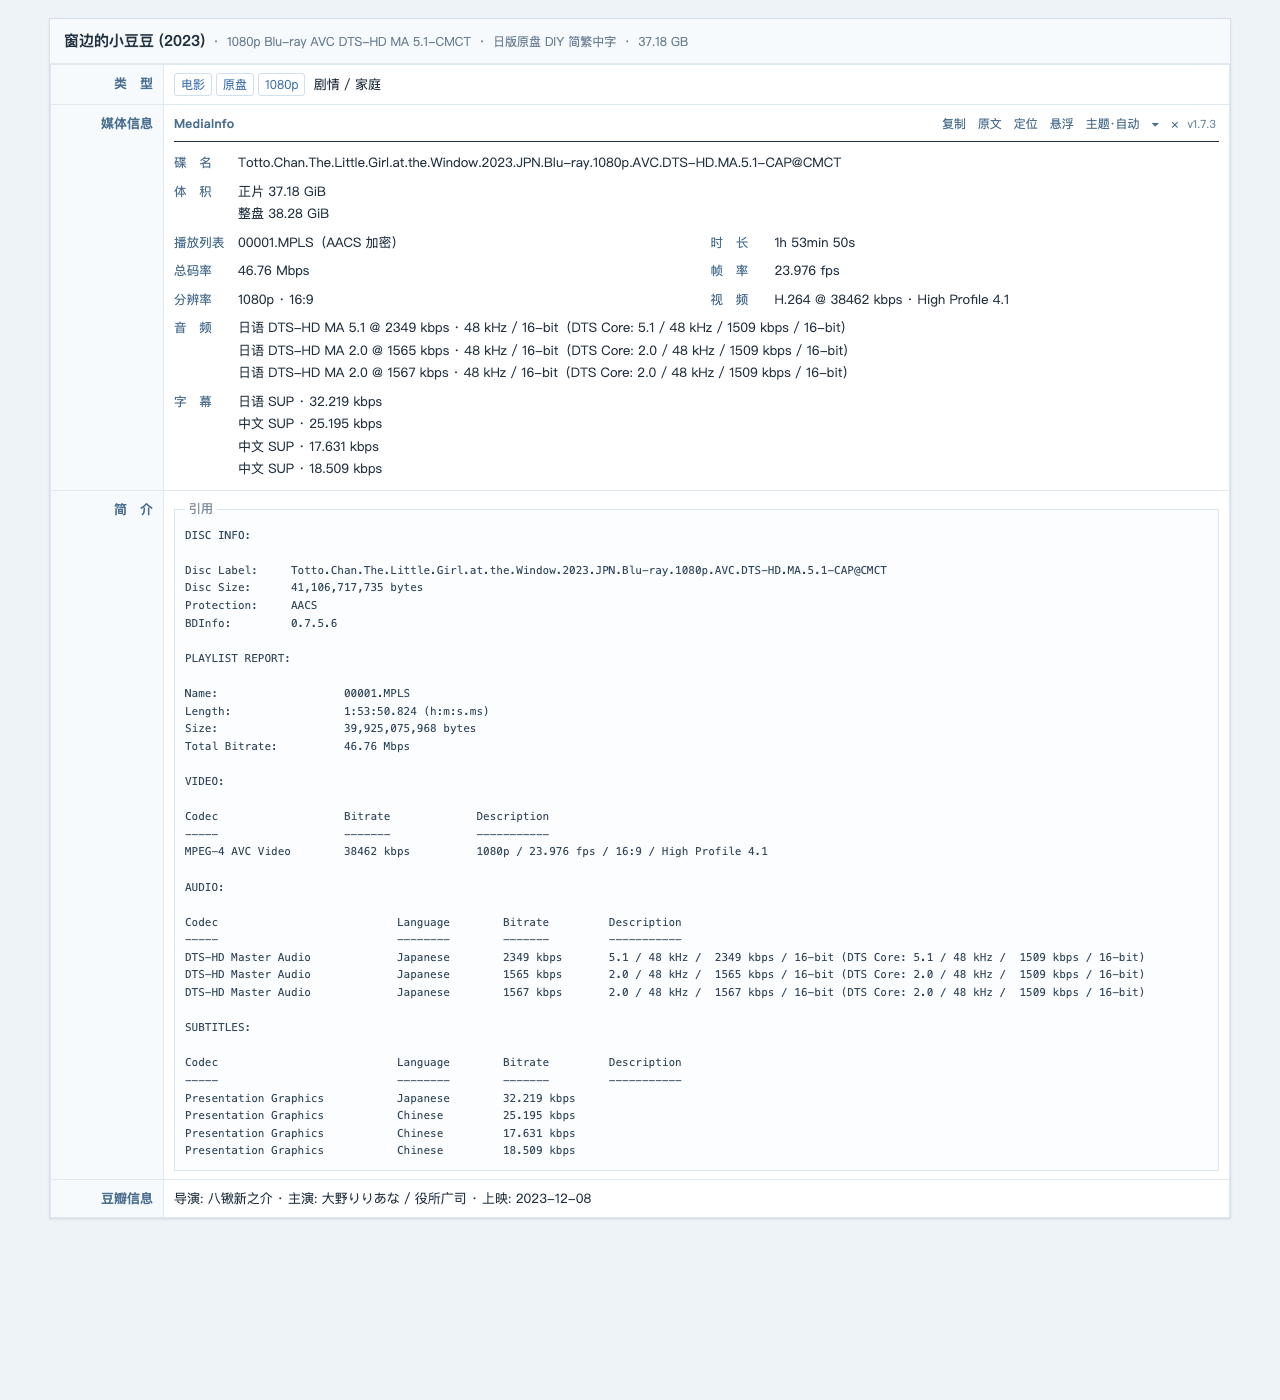 窗边的小豆豆 (2023) · 1080p Blu-ray AVC DTS-HD MA 5.1-CMCT · 日版原盘 DIY 简繁中字 · 37.18 GB
类 型 电影 原盘 1080p 剧情 / 家庭
媒体信息 MediaInfo 复制 原文 定位 悬浮 主题·自动 ▾ × v1.7.3
碟 名 Totto.Chan.The.Little.Girl.at.the.Window.2023.JPN.Blu-ray.1080p.AVC.DTS-HD.MA.5.1-CAP@CMCT
体 积 正片 37.18 GiB
整盘 38.28 GiB
播放列表 00001.MPLS（AACS 加密） 时 长 1h 53min 50s
总码率 46.76 Mbps 帧 率 23.976 fps
分辨率 1080p · 16:9 视 频 H.264 @ 38462 kbps · High Profile 4.1
音 频 日语 DTS-HD MA 5.1 @ 2349 kbps · 48 kHz / 16-bit（DTS Core: 5.1 / 48 kHz / 1509 kbps / 16-bit）
日语 DTS-HD MA 2.0 @ 1565 kbps · 48 kHz / 16-bit（DTS Core: 2.0 / 48 kHz / 1509 kbps / 16-bit）
日语 DTS-HD MA 2.0 @ 1567 kbps · 48 kHz / 16-bit（DTS Core: 2.0 / 48 kHz / 1509 kbps / 16-bit）
字 幕 日语 SUP · 32.219 kbps
中文 SUP · 25.195 kbps
中文 SUP · 17.631 kbps
中文 SUP · 18.509 kbps
简 介 引用
DISC INFO:
Disc Label: Totto.Chan.The.Little.Girl.at.the.Window.2023.JPN.Blu-ray.1080p.AVC.DTS-HD.MA.5.1-CAP@CMCT
Disc Size: 41,106,717,735 bytes
Protection: AACS
BDInfo: 0.7.5.6
PLAYLIST REPORT:
Name: 00001.MPLS
Length: 1:53:50.824 (h:m:s.ms)
Size: 39,925,075,968 bytes
Total Bitrate: 46.76 Mbps
VIDEO:
Codec Bitrate Description
----- ------- -----------
MPEG-4 AVC Video 38462 kbps 1080p / 23.976 fps / 16:9 / High Profile 4.1
AUDIO:
Codec Language Bitrate Description
----- -------- ------- -----------
DTS-HD Master Audio Japanese 2349 kbps 5.1 / 48 kHz / 2349 kbps / 16-bit (DTS Core: 5.1 / 48 kHz / 1509 kbps / 16-bit)
DTS-HD Master Audio Japanese 1565 kbps 2.0 / 48 kHz / 1565 kbps / 16-bit (DTS Core: 2.0 / 48 kHz / 1509 kbps / 16-bit)
DTS-HD Master Audio Japanese 1567 kbps 2.0 / 48 kHz / 1567 kbps / 16-bit (DTS Core: 2.0 / 48 kHz / 1509 kbps / 16-bit)
SUBTITLES:
Codec Language Bitrate Description
----- -------- ------- -----------
Presentation Graphics Japanese 32.219 kbps
Presentation Graphics Chinese 25.195 kbps
Presentation Graphics Chinese 17.631 kbps
Presentation Graphics Chinese 18.509 kbps
豆瓣信息 导演: 八锹新之介 · 主演: 大野りりあな / 役所广司 · 上映: 2023-12-08